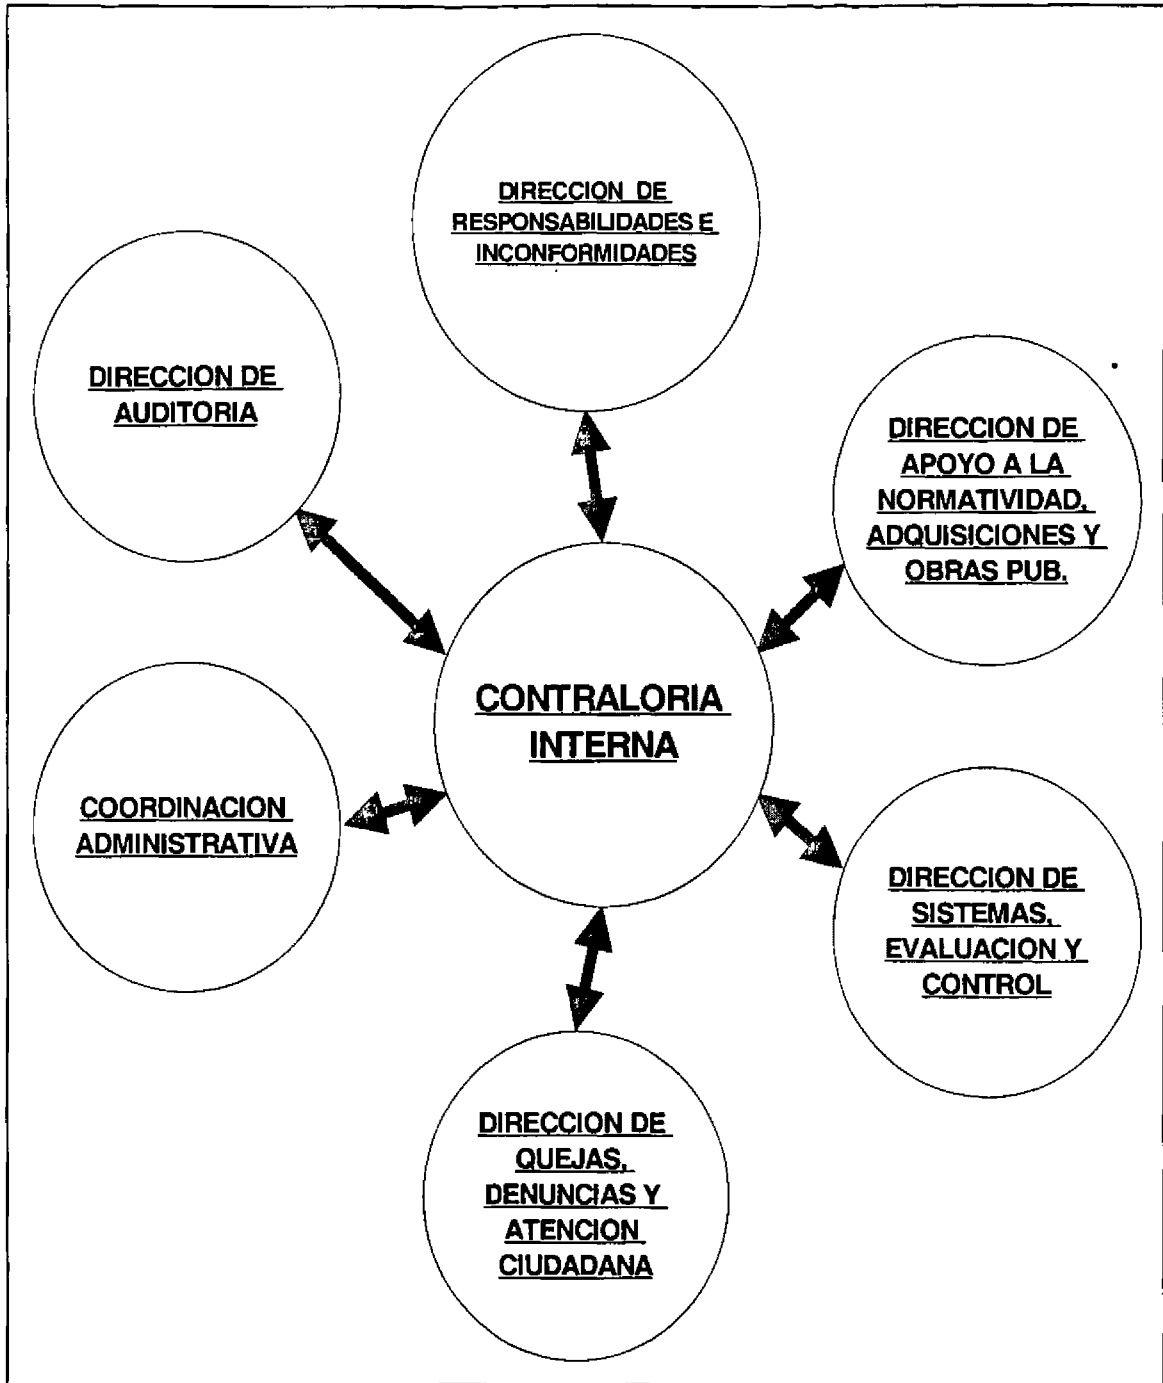 DIRECCION DE
RESPONSABILIDADES E
INCONFORMIDADES
DIRECCION DE
AUDITORIA
DIRECCION DE
APOYO A LA
NORMATIVIDAD,
ADQUISICIONES Y
OBRAS PUB.
CONTRALORIA
INTERNA
COORDINACION
ADMINISTRATIVA
DIRECCION DE
SISTEMAS,
EVALUACION Y
CONTROL
DIRECCION DE
QUEJAS,
DENUNCIAS Y
ATENCION
CIUDADANA